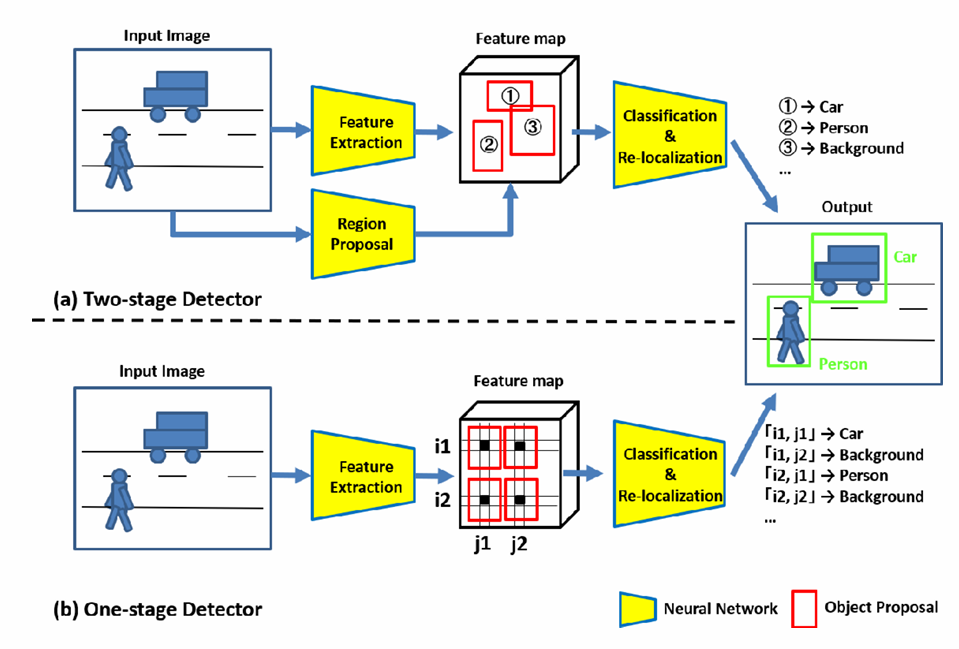 Input Image
Feature map
Feature
Extraction
①
②
③
Classification
&
Re-localization
① → Car
② → Person
③ → Background
...
Region
Proposal
Output
Car
Person
(a) Two-stage Detector
Input Image
Feature map
Feature
Extraction
i1
i2
j1 j2
Classification
&
Re-localization
「i1, j1」 → Car
「i1, j2」 → Background
「i2, j1」 → Person
「i2, j2」 → Background
...
(b) One-stage Detector
Neural Network
Object Proposal